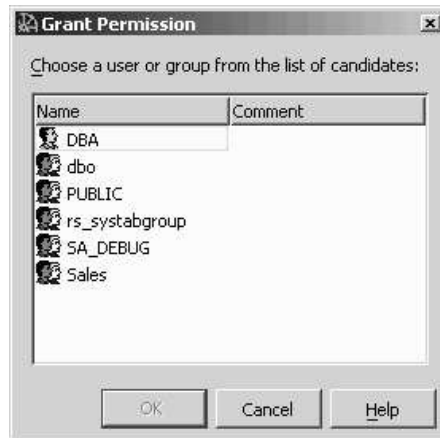 Grant Permission
Choose a user or group from the list of candidates:
Name Comment
DBA
dbo
PUBLIC
rs_systabgroup
SA_DEBUG
Sales
OK Cancel Help